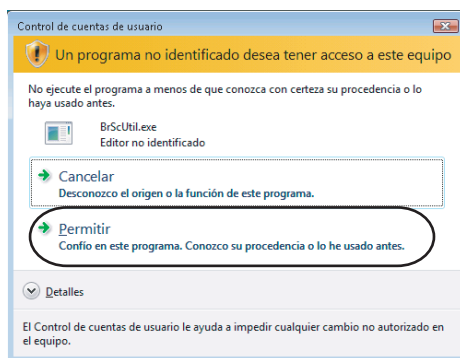 Control de cuentas de usuario
Un programa no identificado desea tener acceso a este equipo
No ejecute el programa a menos de que conozca con certeza su procedencia o lo
haya usado antes.
BrScUtil.exe
Editor no identificado
Cancelar
Desconozco el origen o la función de este programa.
Permitir
Confío en este programa. Conozco su procedencia o lo he usado antes.
Detalles
El Control de cuentas de usuario le ayuda a impedir cualquier cambio no autorizado en
el equipo.